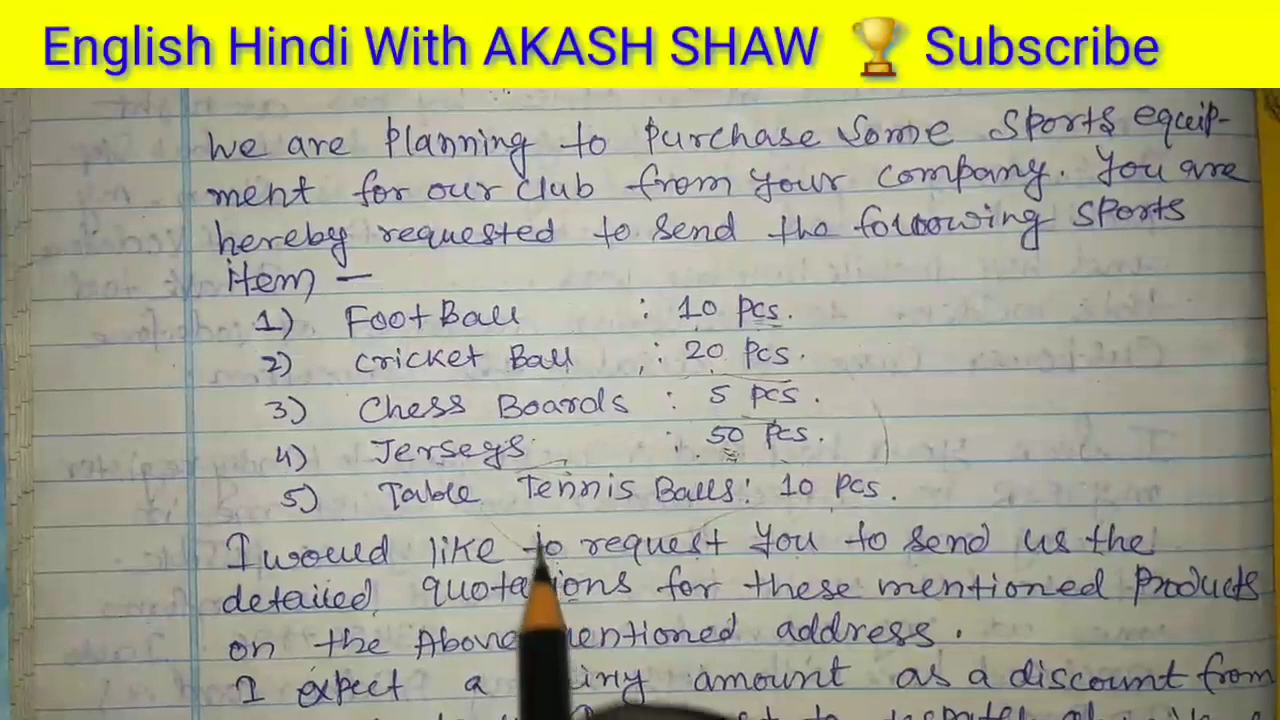 English Hindi With AKASH SHAW 🏆 Subscribe
We are planning to purchase some sports equip-
ment for our club from your company. You are
hereby requested to send the following sports
item -
1) Foot Ball : 10 pcs.
2) Cricket Ball : 20 pcs.
3) Chess Boards : 5 pcs.
4) Jerseys : 50 pcs.
5) Table Tennis Balls : 10 pcs.
I would like to request you to send us the
detailed quotations for these mentioned products
on the Above mentioned address.
I expect a amount as a discount from